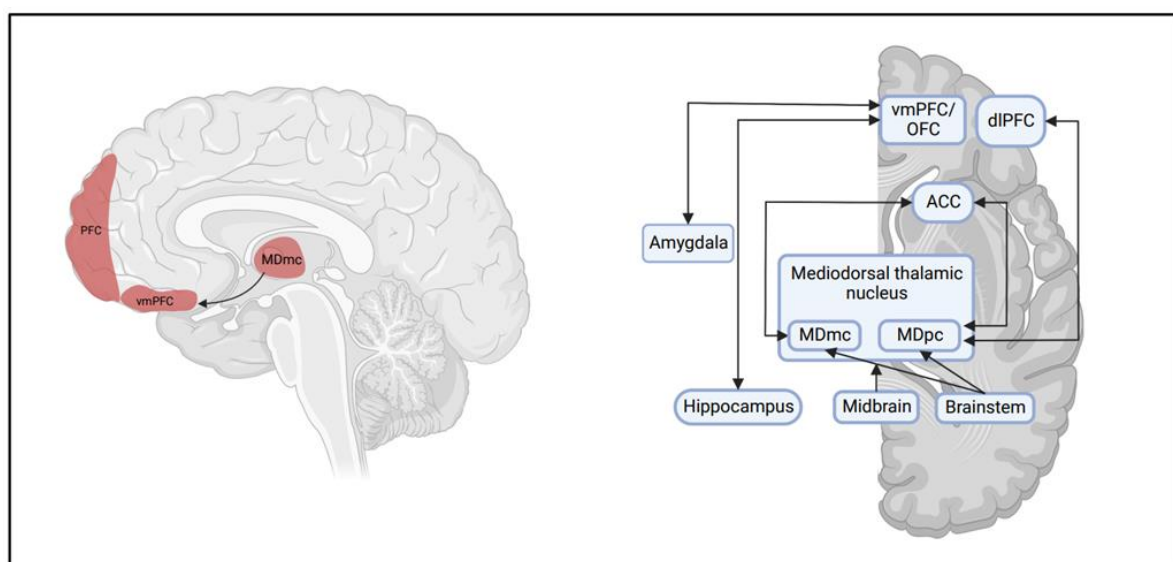 PFC
vmPFC
MDmc
vmPFC/
OFC
dlPFC
ACC
Amygdala
Mediodorsal thalamic
nucleus
MDmc
MDpc
Hippocampus
Midbrain
Brainstem